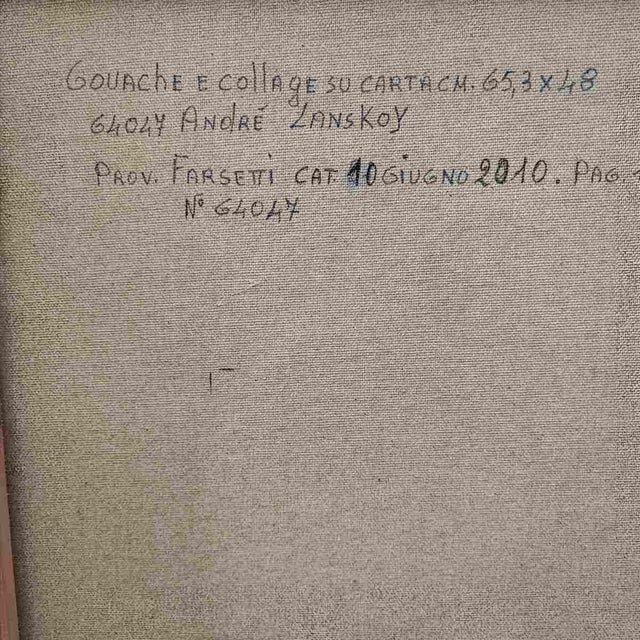 GOUAChE E COllAgE SU CARTA CM. 65,3 X 48
64047 ANdRÉ LANSKOY
PROV. FARSETTI CAT. 10 GIUGNO 2010. PAG.
N° 64047